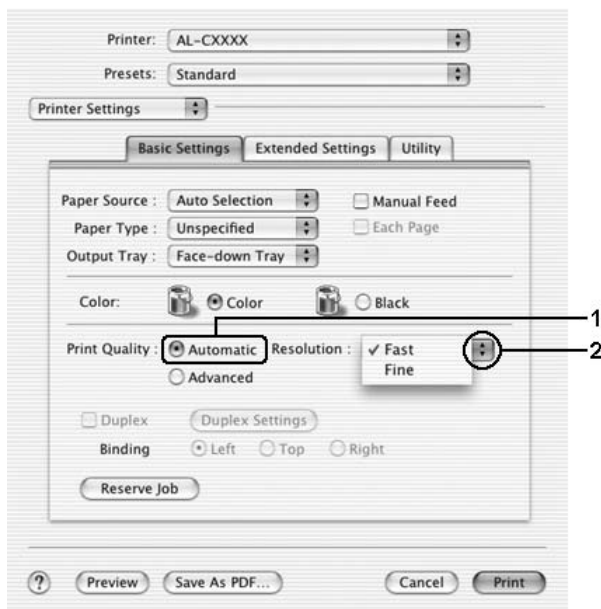 Printer: AL-CXXXX
Presets: Standard
Printer Settings
Basic Settings Extended Settings Utility
Paper Source : Auto Selection Manual Feed
Paper Type : Unspecified Each Page
Output Tray : Face-down Tray
Color: Color Black
1
Print Quality : Automatic Resolution : ✓ Fast 2
Fine
Advanced
Duplex Duplex Settings
Binding Left Top Right
Reserve Job
? Preview Save As PDF... Cancel Print